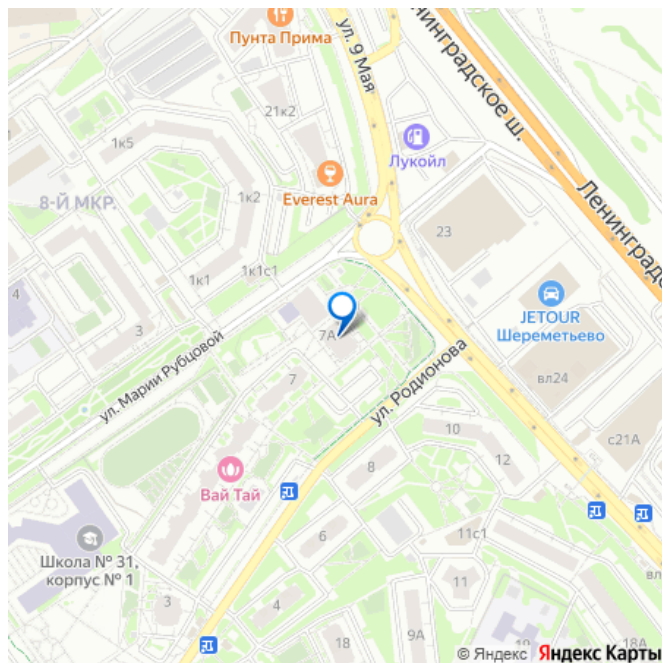 Пунта Прима
ул. 9 Мая
Ленинградское ш.
21к2
Лукойл
1к5
Everest Aura
8-Й МКР.
1к2
Ленинградс
23
1к1
1к1с1
4
3
JETOUR
Шереметьево
7А
7
ул. Марии Рубцовой
ул. Родионова
вл24
10
с21А
12
8
Вай Тай
6
11с1
Школа № 31,
корпус № 1
11
вл
3
4
18
9А
18А
© Яндекс Яндекс Карты